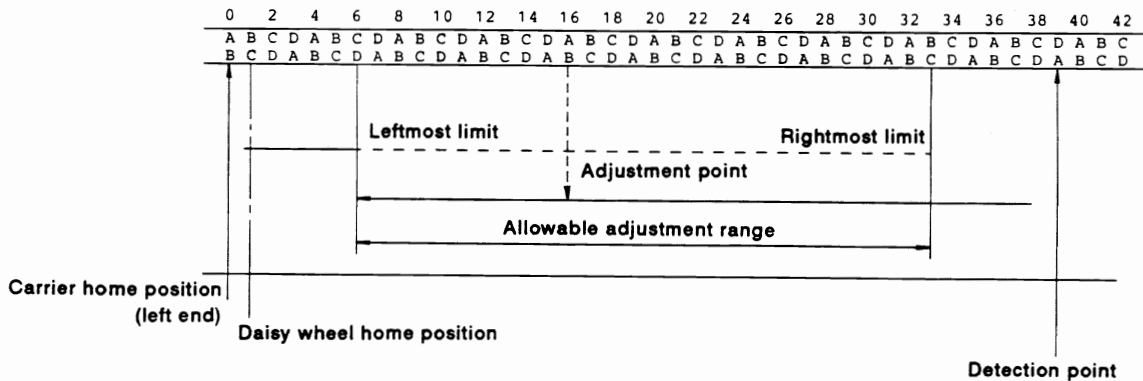 0 2 4 6 8 10 12 14 16 18 20 22 24 26 28 30 32 34 36 38 40 42
A B C D A B C D A B C D A B C D A B C D A B C D A B C D A B C D A B C D A B C D A B C
B C D A B C D A B C D A B C D A B C D A B C D A B C D A B C D A B C D A B C D A B C D
Leftmost limit
Rightmost limit
Adjustment point
Allowable adjustment range
Carrier home position
(left end)
Daisy wheel home position
Detection point